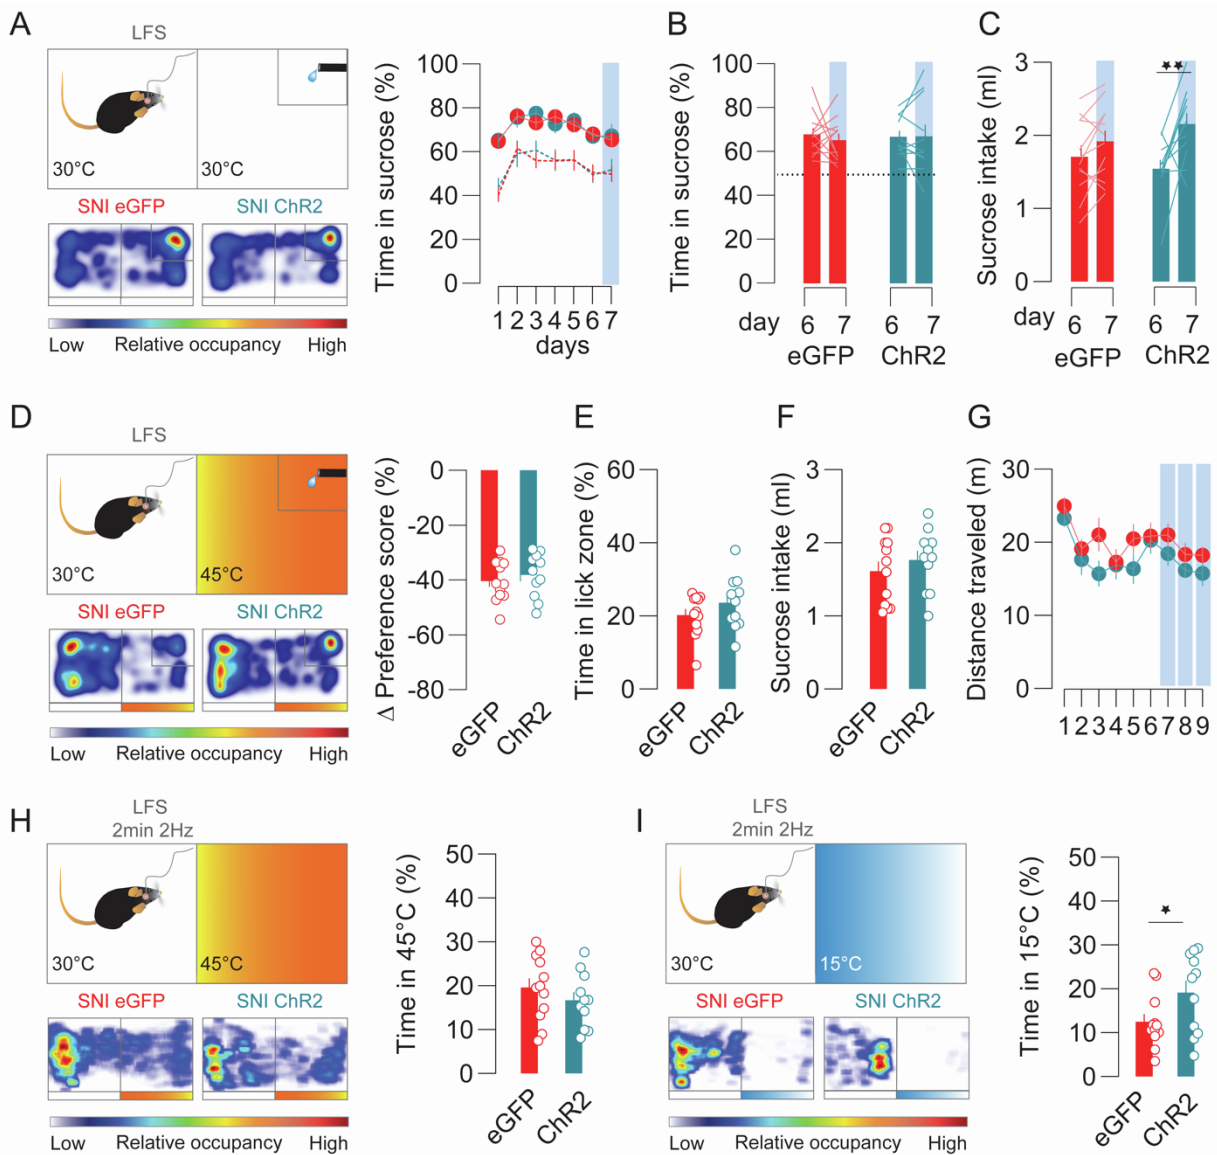 A
LFS
30°C
30°C
SNI eGFP
SNI ChR2
Low Relative occupancy High
Time in sucrose (%)
100
80
60
40
20
0
1 2 3 4 5 6 7
days
B
Time in sucrose (%)
100
80
60
40
20
0
day 6 7 6 7
eGFP ChR2
C
Sucrose intake (ml)
3
2
1
0
★★
day 6 7 6 7
eGFP ChR2
D
LFS
30°C
45°C
SNI eGFP
SNI ChR2
Low Relative occupancy High
Δ Preference score (%)
0
-20
-40
-60
-80
eGFP
ChR2
E
Time in lick zone (%)
60
40
20
0
eGFP
ChR2
F
Sucrose intake (ml)
3
2
1
0
eGFP
ChR2
G
Distance traveled (m)
30
20
10
0
1 2 3 4 5 6 7 8 9
H
LFS
2min 2Hz
30°C
45°C
SNI eGFP
SNI ChR2
Low Relative occupancy High
Time in 45°C (%)
50
40
30
20
10
0
eGFP
ChR2
I
LFS
2min 2Hz
30°C
15°C
SNI eGFP
SNI ChR2
Low Relative occupancy High
Time in 15°C (%)
50
40
30
20
10
0
★
eGFP
ChR2